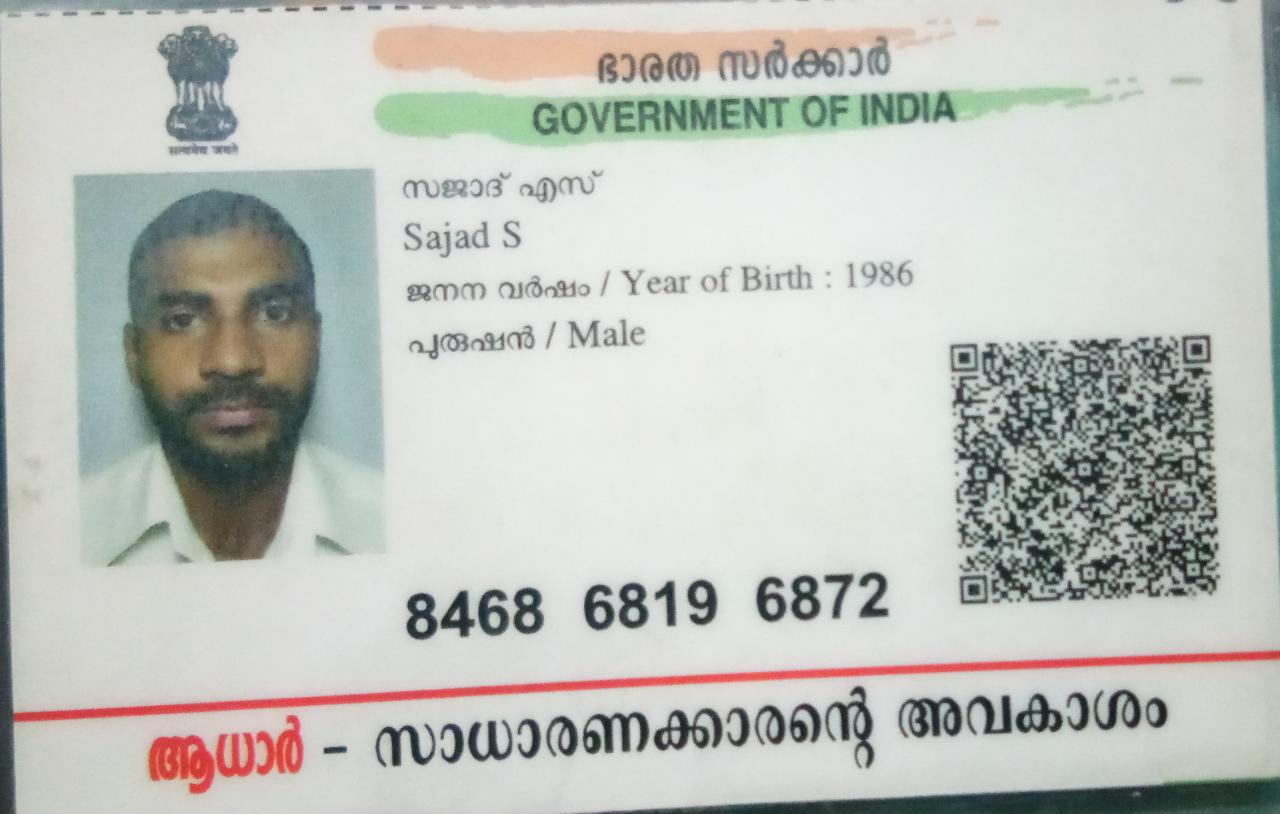 ഭാരത സർക്കാർ
GOVERNMENT OF INDIA
सत्यमेव जयते
സജാദ് എസ്
Sajad S
ജനന വർഷം / Year of Birth : 1986
പുരുഷൻ / Male
8468 6819 6872
ആധാർ - സാധാരണക്കാരന്റെ അവകാശം